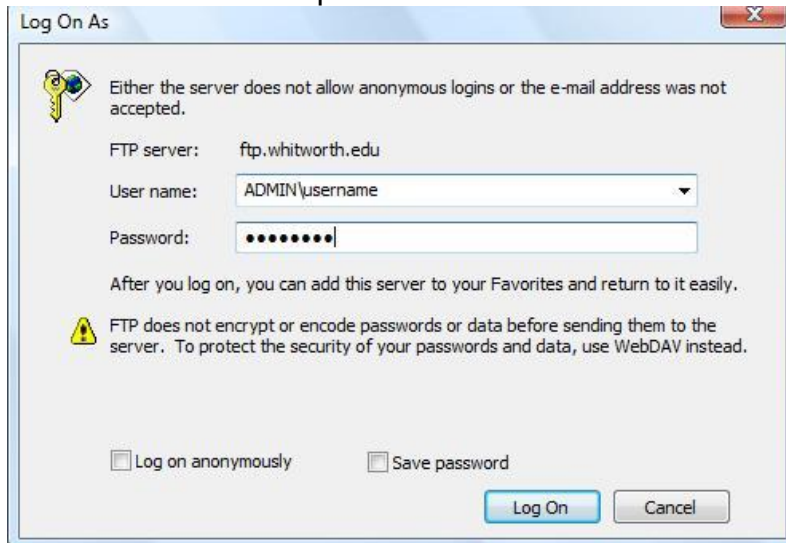 Log On As
Either the server does not allow anonymous logins or the e-mail address was not
accepted.
FTP server: ftp.whitworth.edu
User name: ADMIN\username
Password: ●●●●●●●●
After you log on, you can add this server to your Favorites and return to it easily.
FTP does not encrypt or encode passwords or data before sending them to the
server. To protect the security of your passwords and data, use WebDAV instead.
Log on anonymously Save password
Log On Cancel